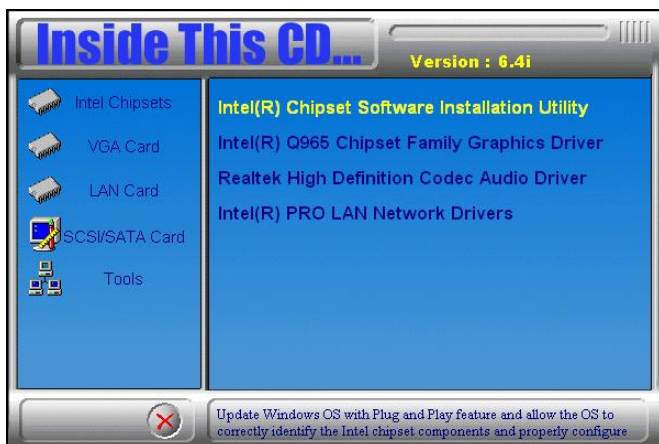 Inside This CD...
Version : 6.4i
Intel Chipsets
VGA Card
LAN Card
SCSI/SATA Card
Tools
Intel(R) Chipset Software Installation Utility
Intel(R) Q965 Chipset Family Graphics Driver
Realtek High Definition Codec Audio Driver
Intel(R) PRO LAN Network Drivers
Update Windows OS with Plug and Play feature and allow the OS to
correctly identify the Intel chipset components and properly configure